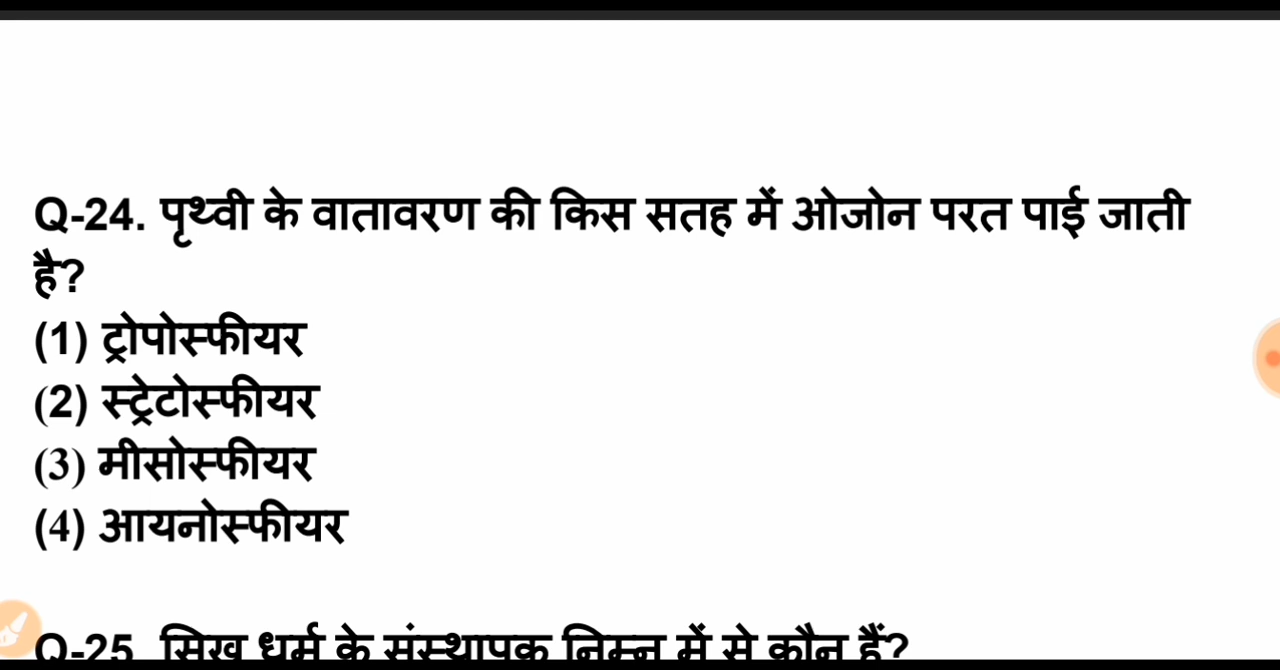 Q-24. पृथ्वी के वातावरण की किस सतह में ओजोन परत पाई जाती
है?
(1) ट्रोपोस्फीयर
(2) स्ट्रेटोस्फीयर
(3) मीसोस्फीयर
(4) आयनोस्फीयर
Q-25 सिख धर्म के संस्थापक निम्न में से कौन हैं?